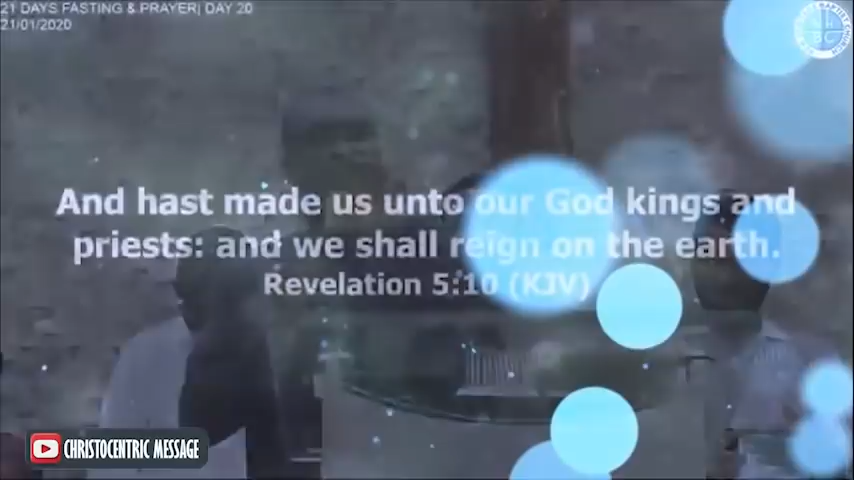 21 DAYS FASTING & PRAYER| DAY 20
21/01/2020
And hast made us unto our God kings and
priests: and we shall reign on the earth.
Revelation 5:10 (KJV)
CHRISTOCENTRIC MESSAGE